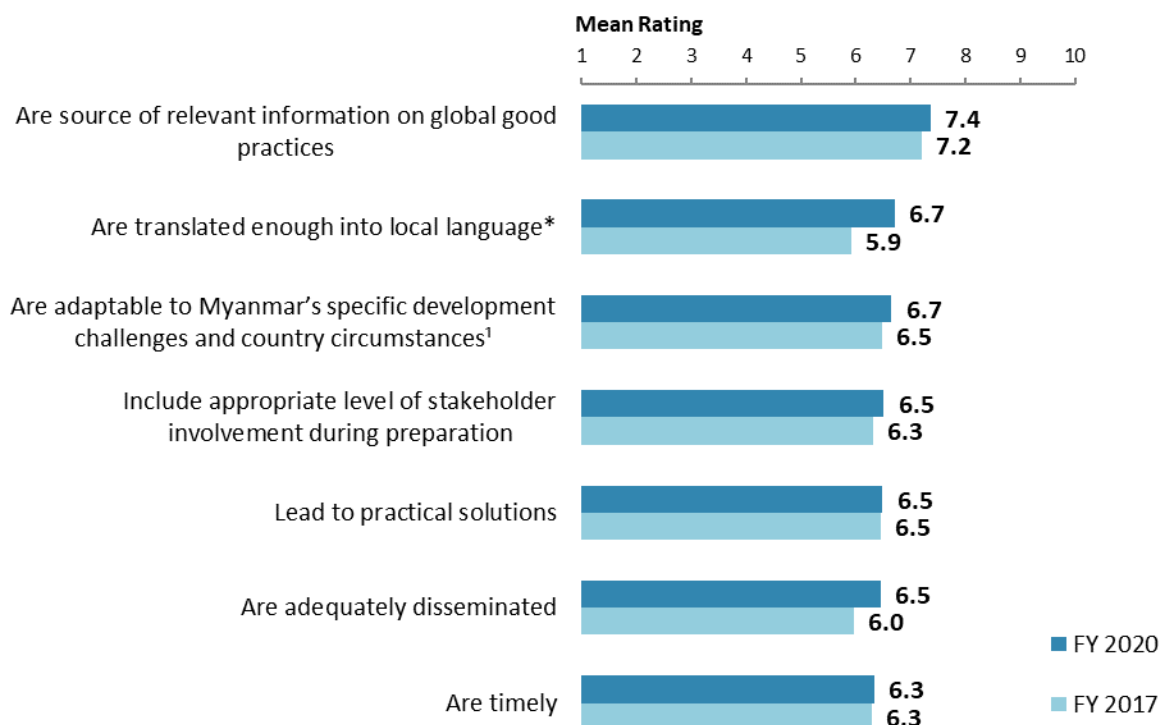 Mean Rating
1 2 3 4 5 6 7 8 9 10
Are source of relevant information on global good
practices
7.4
7.2
Are translated enough into local language*
6.7
5.9
Are adaptable to Myanmar’s specific development
challenges and country circumstances¹
6.7
6.5
Include appropriate level of stakeholder
involvement during preparation
6.5
6.3
Lead to practical solutions
6.5
6.5
Are adequately disseminated
6.5
6.0
Are timely
6.3
6.3
FY 2020
FY 2017